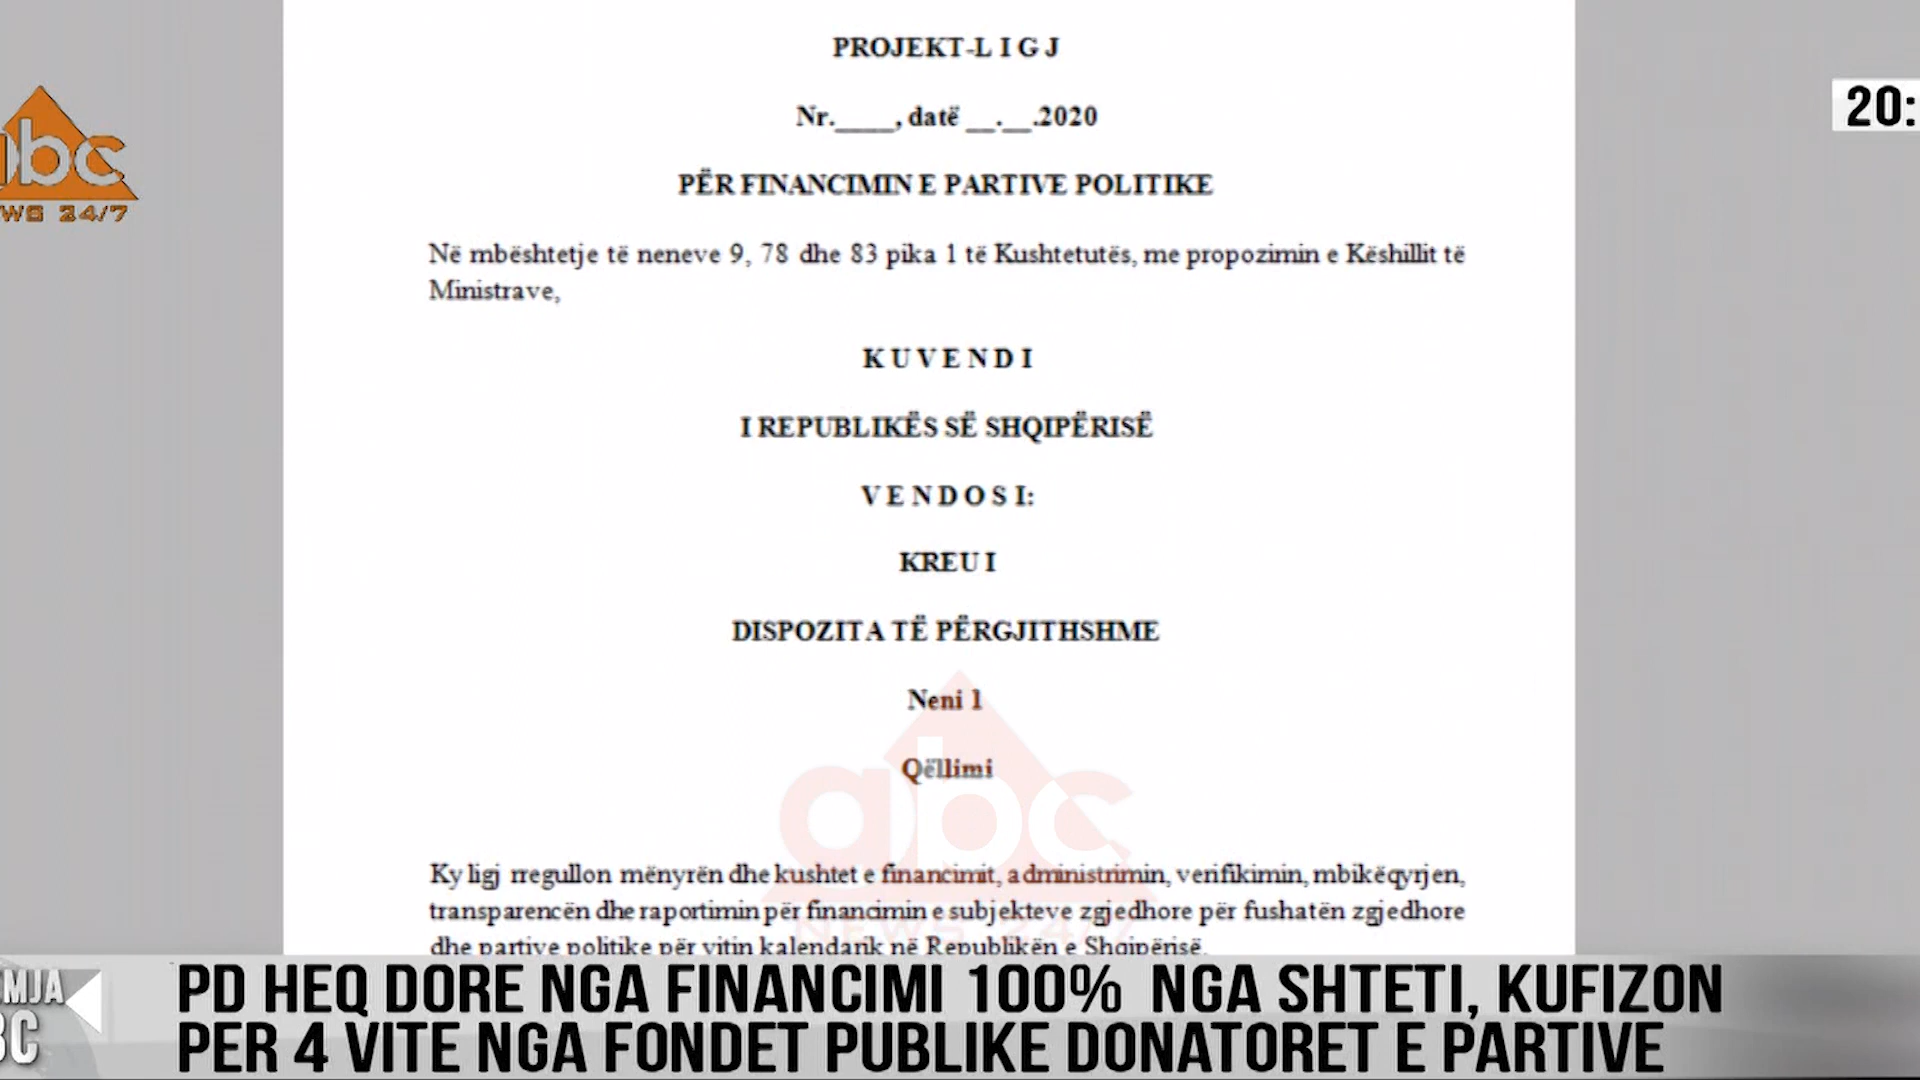 PROJEKT-L I G J
20:
Nr.____, datë __.__.2020
abc
NEWS 24/7
PËR FINANCIMIN E PARTIVE POLITIKE
Në mbështetje të neneve 9, 78 dhe 83 pika 1 të Kushtetutës, me propozimin e Këshillit të
Ministrave,
K U V E N D I
I REPUBLIKËS SË SHQIPËRISË
V E N D O S I:
KREU I
DISPOZITA TË PËRGJITHSHME
Neni 1
Qëllimi
abc
NEWS 24/7
Ky ligj rregullon mënyrën dhe kushtet e financimit, administrimin, verifikimin, mbikëqyrjen,
transparencën dhe raportimin për financimin e subjekteve zgjedhore për fushatën zgjedhore
dhe partive politike për vitin kalendarik në Republikën e Shqipërisë.
PD HEQ DORE NGA FINANCIMI 100% NGA SHTETI, KUFIZON
PER 4 VITE NGA FONDET PUBLIKE DONATORET E PARTIVE